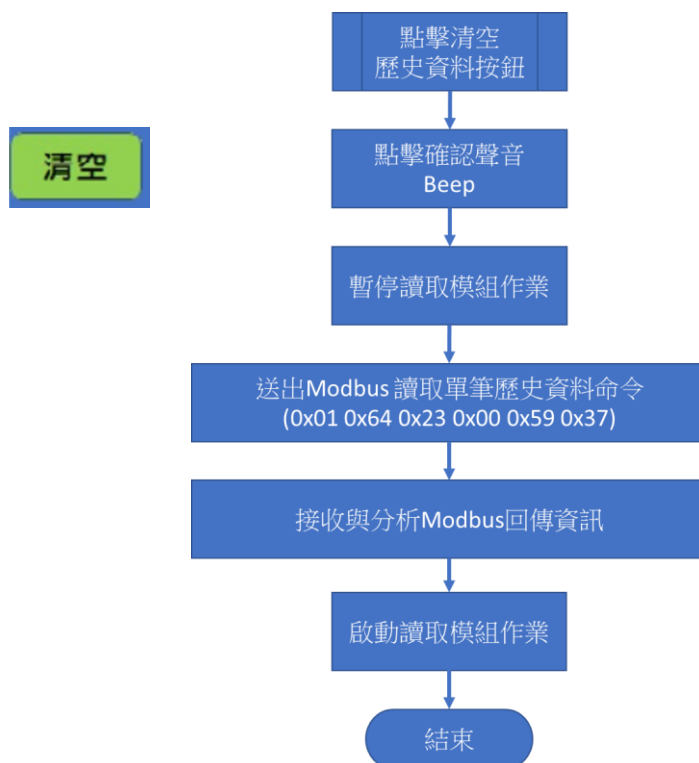 點擊清空
歷史資料按鈕
清空
點擊確認聲音
Beep
暫停讀取模組作業
送出Modbus 讀取單筆歷史資料命令
(0x01 0x64 0x23 0x00 0x59 0x37)
接收與分析Modbus回傳資訊
啟動讀取模組作業
結束